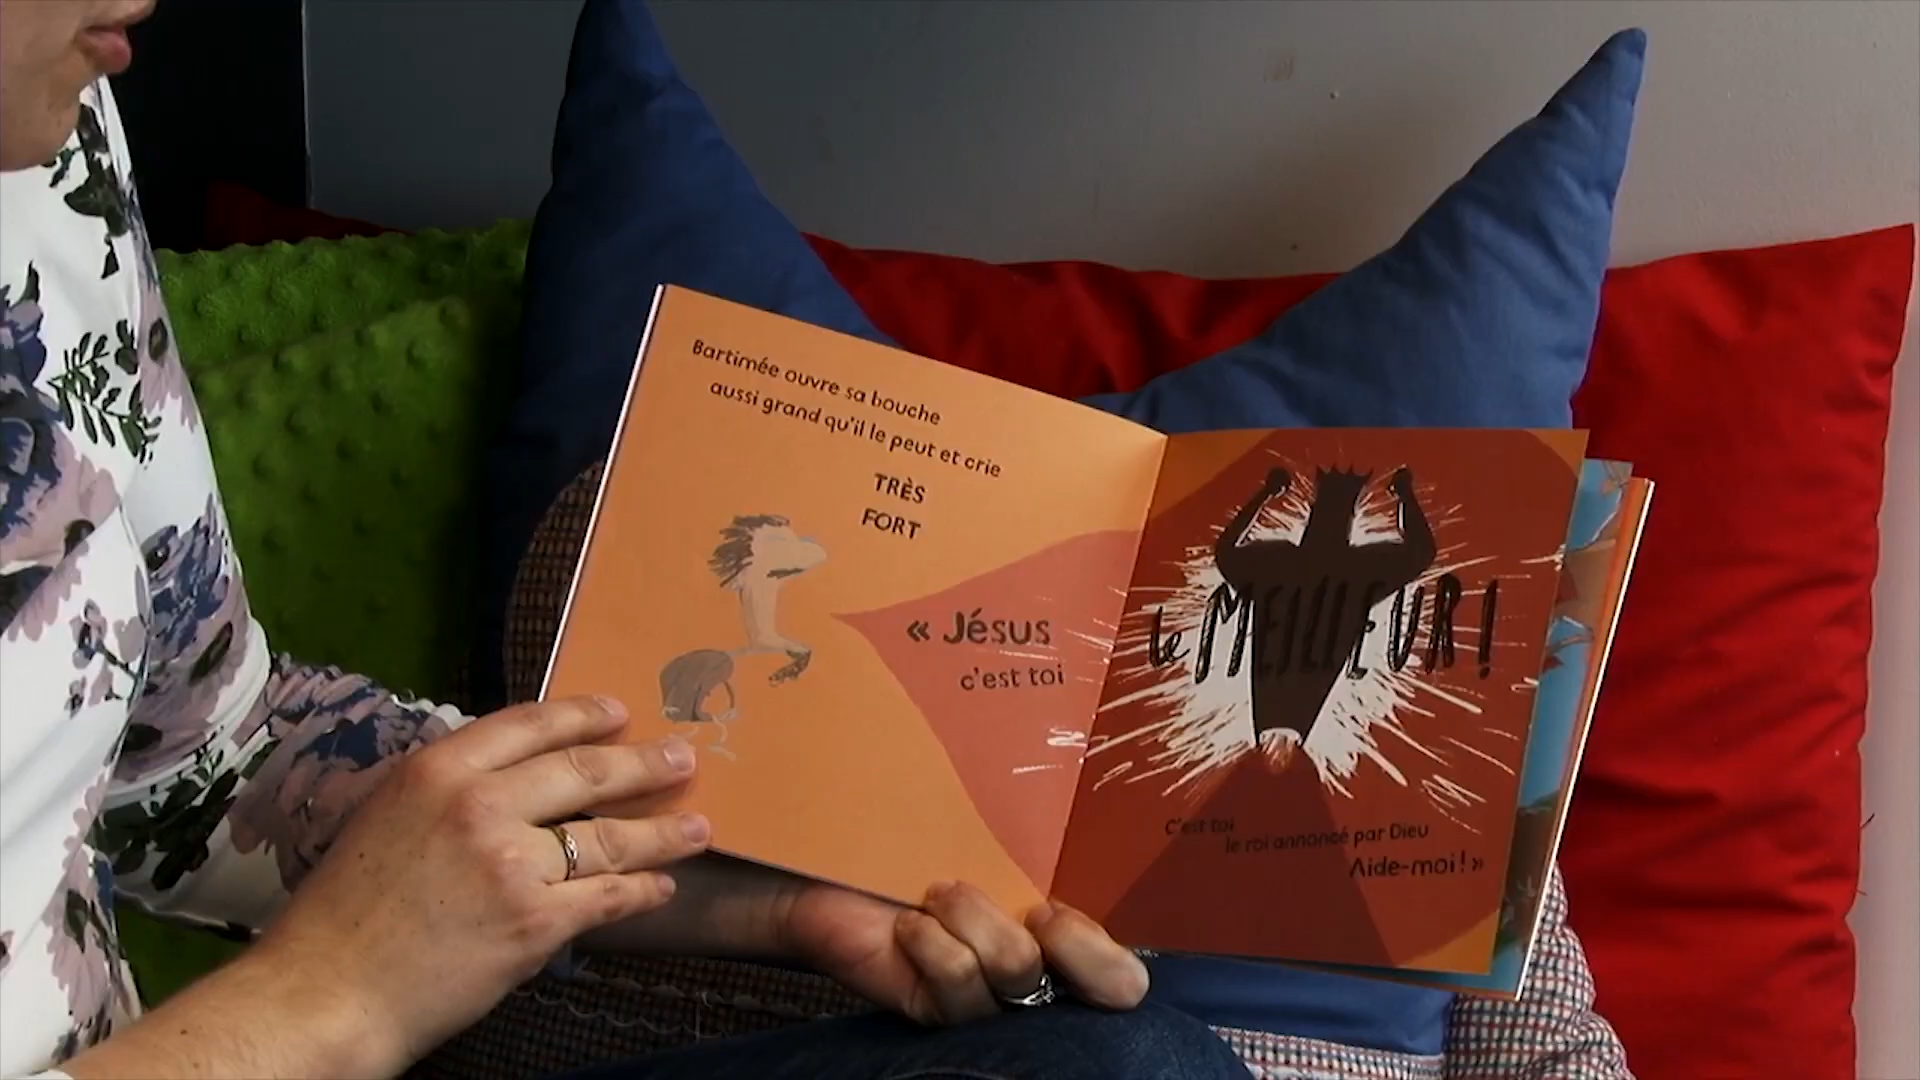 Bartimée ouvre sa bouche
aussi grand qu'il le peut et crie
TRÈS
FORT
« Jésus
c'est toi
le MEILLEUR !
C'est toi
le roi annoncé par Dieu
Aide-moi ! »